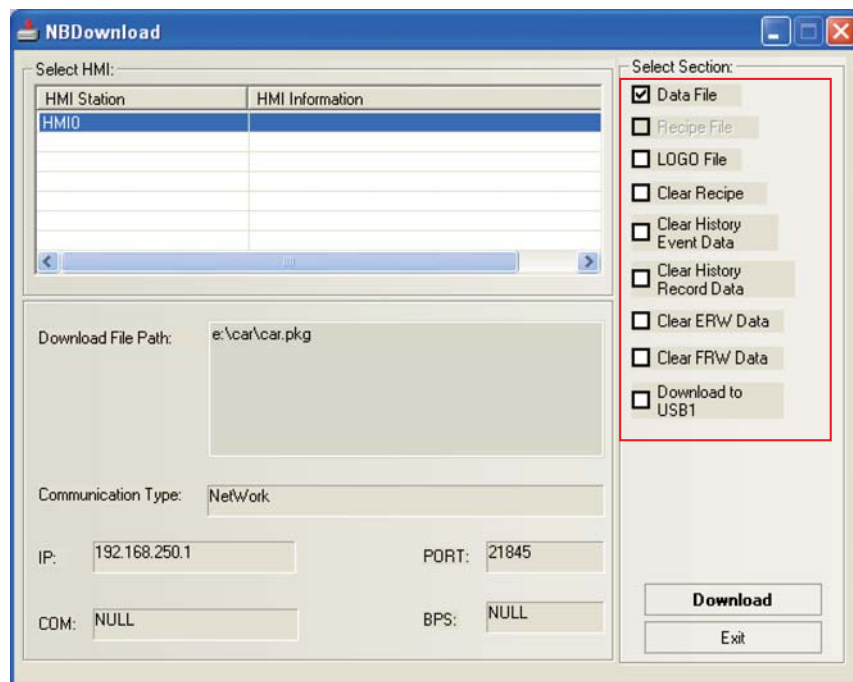 NBDownload
Select HMI:
HMI Station HMI Information
HMI0
Download File Path: e:\car\car.pkg
Communication Type: NetWork
IP: 192.168.250.1 PORT: 21845
COM: NULL BPS: NULL
Select Section:
Data File
Recipe File
LOGO File
Clear Recipe
Clear History
Event Data
Clear History
Record Data
Clear ERW Data
Clear FRW Data
Download to
USB1
Download
Exit